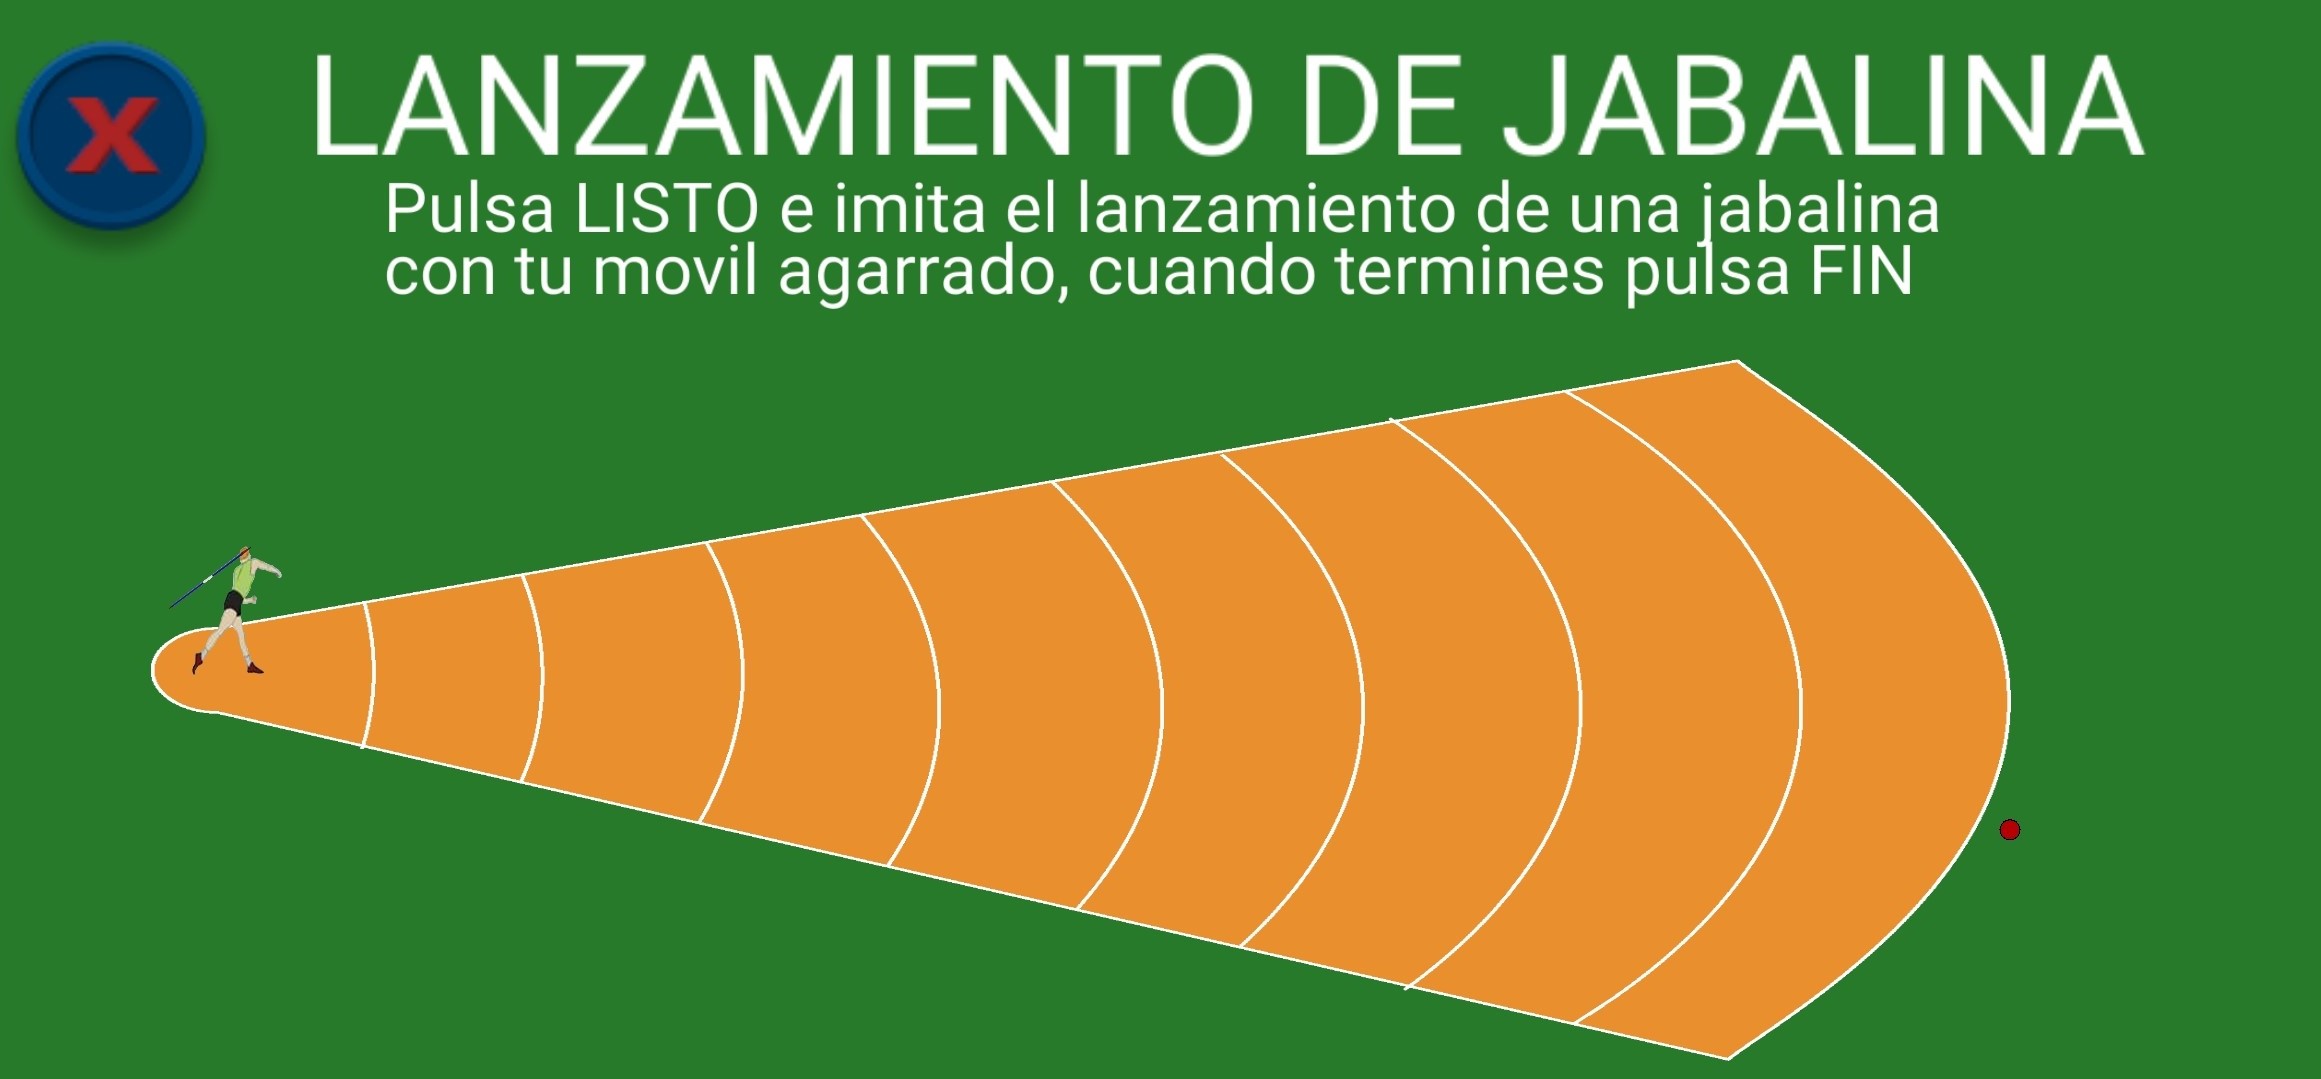 LANZAMIENTO DE JABALINA
Pulsa LISTO e imita el lanzamiento de una jabalina
con tu movil agarrado, cuando termines pulsa FIN